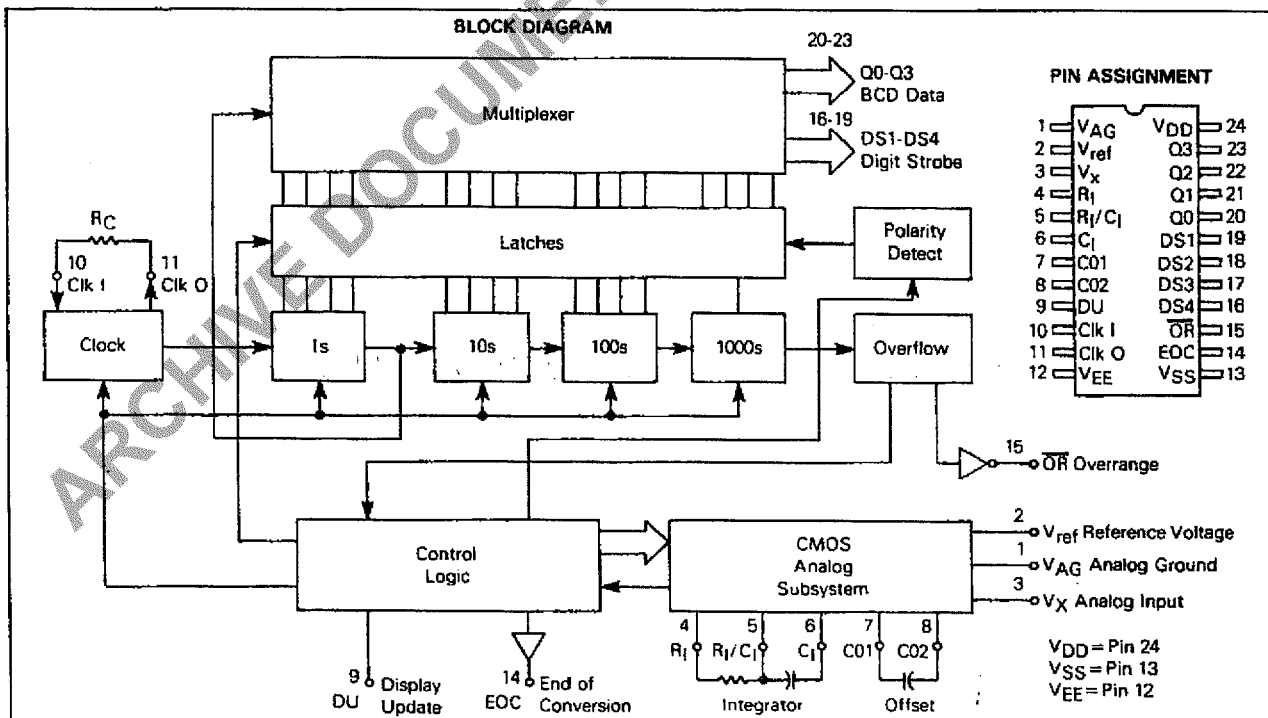 BLOCK DIAGRAM
20-23
Q0-Q3
BCD Data
16-19
DS1-DS4
Digit Strobe
Multiplexer
Latches
Polarity
Detect
RC
10
Clk I
11
Clk O
Clock
1s
10s
100s
1000s
Overflow
15
OR Overrange
Control
Logic
CMOS
Analog
Subsystem
2
Vref Reference Voltage
1
VAG Analog Ground
3
VX Analog Input
4
RI
5
RI/CI
6
CI
7
C01
8
C02
Integrator
Offset
9
DU
Display
Update
14
EOC
End of
Conversion
VDD = Pin 24
VSS = Pin 13
VEE = Pin 12
PIN ASSIGNMENT
1 VAG VDD 24
2 Vref Q3 23
3 Vx Q2 22
4 RI Q1 21
5 RI/CI Q0 20
6 CI DS1 19
7 C01 DS2 18
8 C02 DS3 17
9 DU DS4 16
10 Clk I OR 15
11 Clk O EOC 14
12 VEE VSS 13